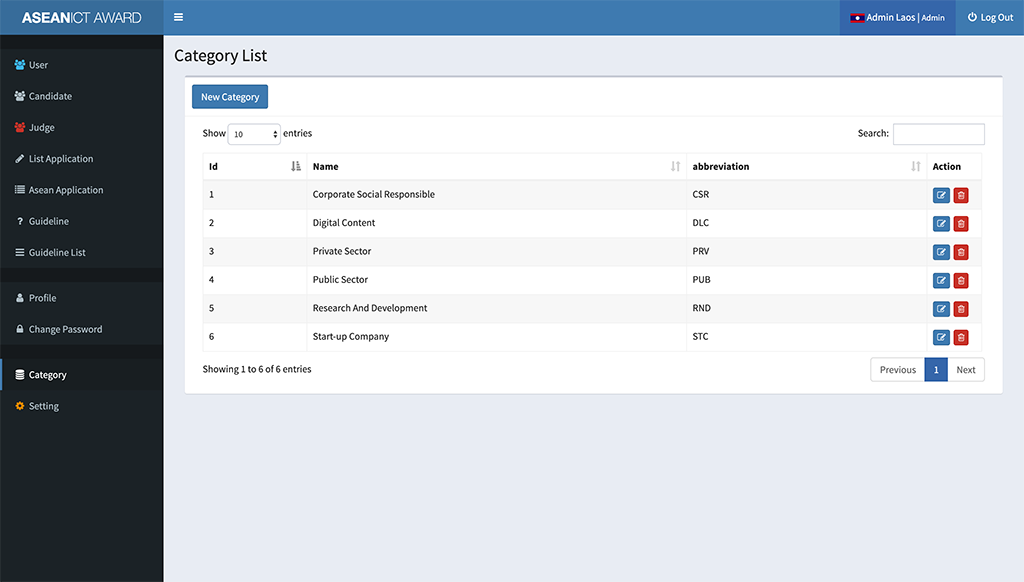 ASEANICT AWARD
Admin Laos | Admin
Log Out
User
Candidate
Judge
List Application
Asean Application
Guideline
Guideline List
Profile
Change Password
Category
Setting
Category List
New Category
Show 10 entries
Search:
Id Name abbreviation Action
1 Corporate Social Responsible CSR
2 Digital Content DLC
3 Private Sector PRV
4 Public Sector PUB
5 Research And Development RND
6 Start-up Company STC
Showing 1 to 6 of 6 entries
Previous 1 Next